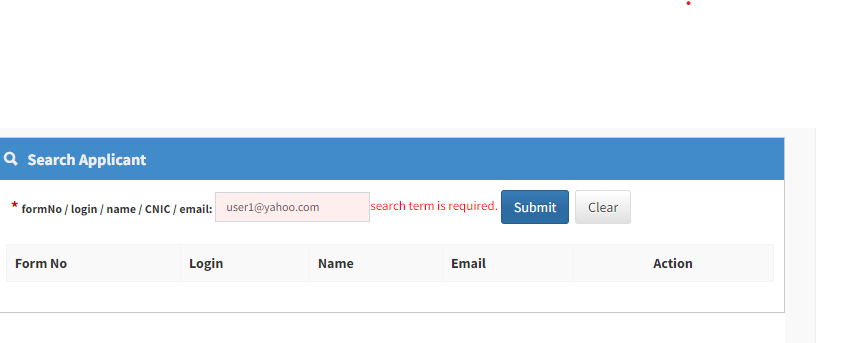 Search Applicant
* formNo / login / name / CNIC / email: user1@yahoo.com search term is required. Submit Clear
Form No Login Name Email Action